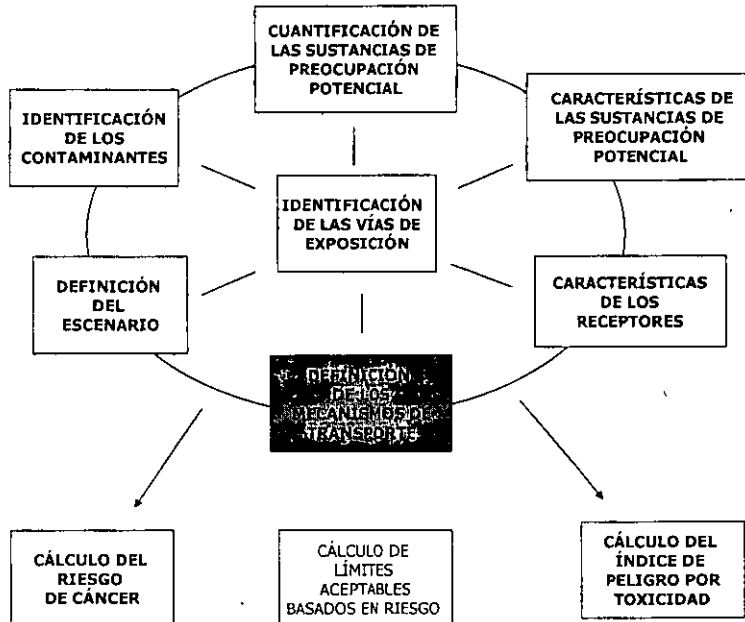 CUANTIFICACIÓN DE
LAS SUSTANCIAS DE
PREOCUPACIÓN
POTENCIAL
IDENTIFICACIÓN
DE LOS
CONTAMINANTES
CARACTERÍSTICAS DE
LAS SUSTANCIAS DE
PREOCUPACIÓN
POTENCIAL
IDENTIFICACIÓN
DE LAS VÍAS DE
EXPOSICIÓN
DEFINICIÓN
DEL
ESCENARIO
CARACTERÍSTICAS
DE LOS
RECEPTORES
DEFINICIÓN
DE LOS
MECANISMOS DE
TRANSPORTE
CÁLCULO DEL
RIESGO
DE CÁNCER
CÁLCULO DE
LÍMITES
ACEPTABLES
BASADOS EN RIESGO
CÁLCULO DEL
ÍNDICE DE
PELIGRO POR
TOXICIDAD